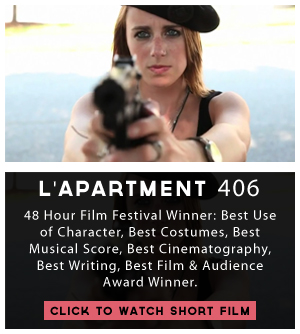 L'APARTMENT 406
48 Hour Film Festival Winner: Best Use
of Character, Best Costumes, Best
Musical Score, Best Cinematography,
Best Writing, Best Film & Audience
Award Winner.
CLICK TO WATCH SHORT FILM